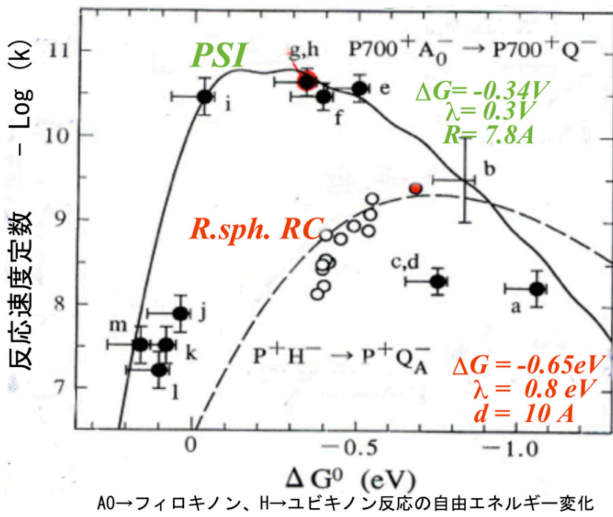 反応速度定数 - Log (k)
11
10
9
8
7
PSI
g,h
P700⁺A₀⁻ → P700⁺Q⁻
ΔG= -0.34V
λ= 0.3V
R= 7.8A
i
f
e
b
R.sph. RC
c,d
a
m
j
k
l
P⁺H⁻ → P⁺Q_A⁻
ΔG = -0.65eV
λ = 0.8 eV
d = 10 A
0
-0.5
-1.0
ΔG⁰ (eV)
A0→フィロキノン、H→ユビキノン反応の自由エネルギー変化